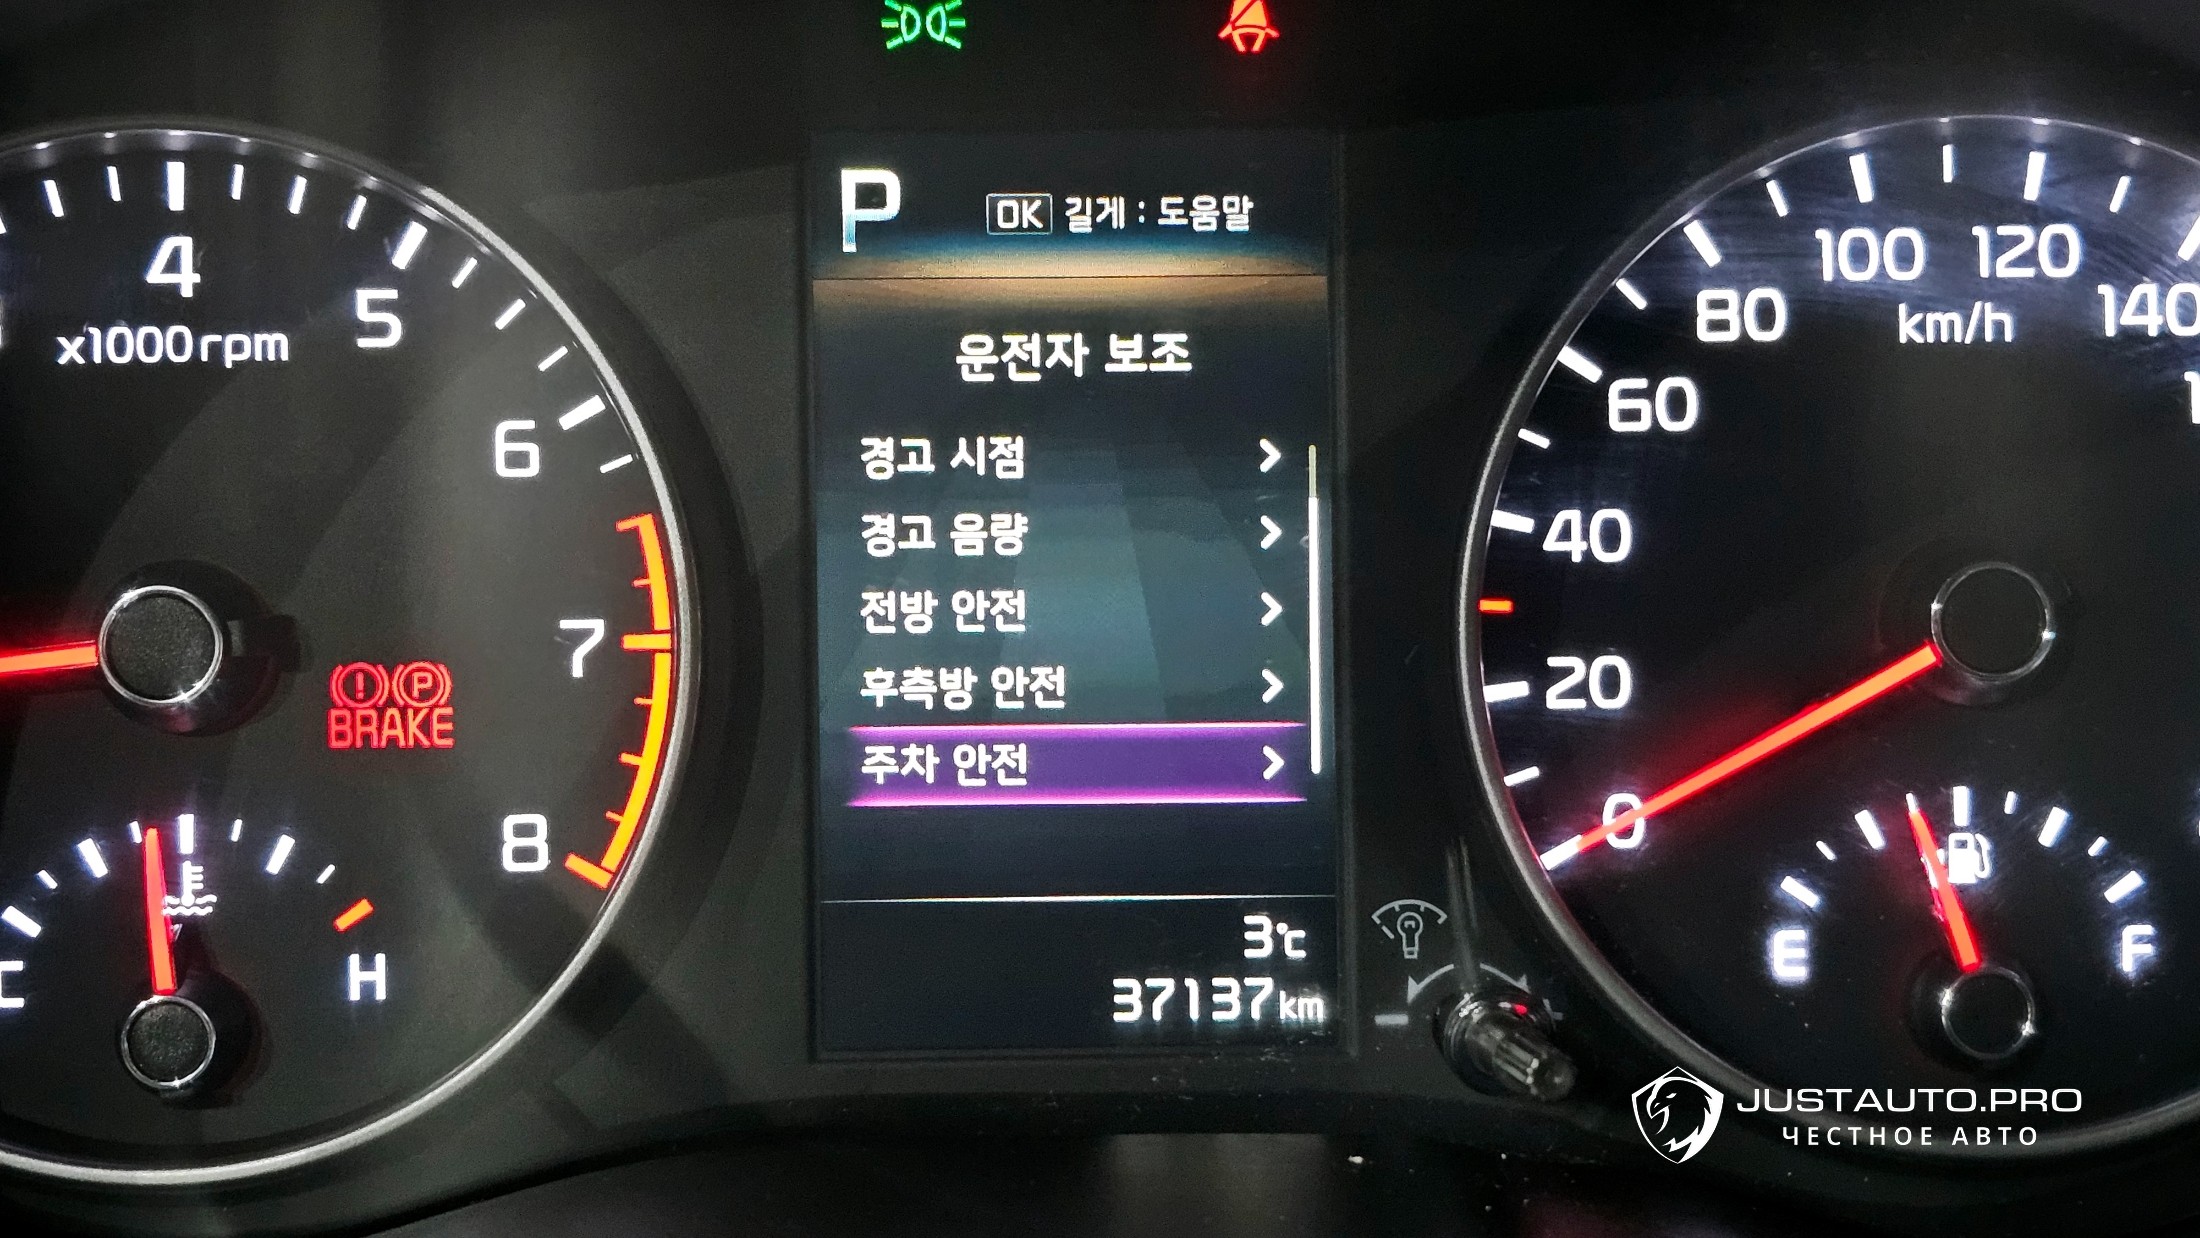 P
OK 길게 : 도움말
운전자 보조
경고 시점
경고 음량
전방 안전
후측방 안전
주차 안전
3°c
37137km
4
5
6
7
8
x1000rpm
P
BRAKE
C
H
0
20
40
60
80
100
120
140
km/h
E
F
JUSTAUTO.PRO
ЧЕСТНОЕ АВТО